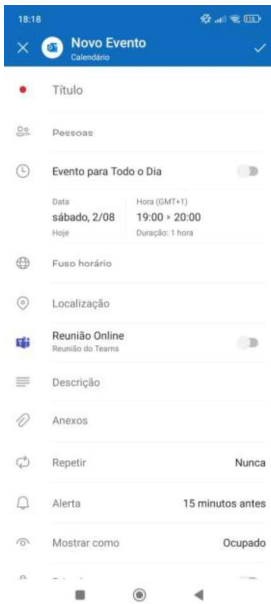 18:18
Novo Evento
Calendário
Título
Pessoas
Evento para Todo o Dia
Data
Hora (GMT+1)
sábado, 2/08
19:00 > 20:00
Hoje
Duração: 1 hora
Fuso horário
Localização
Reunião Online
Reunião do Teams
Descrição
Anexos
Repetir
Nunca
Alerta
15 minutos antes
Mostrar como
Ocupado